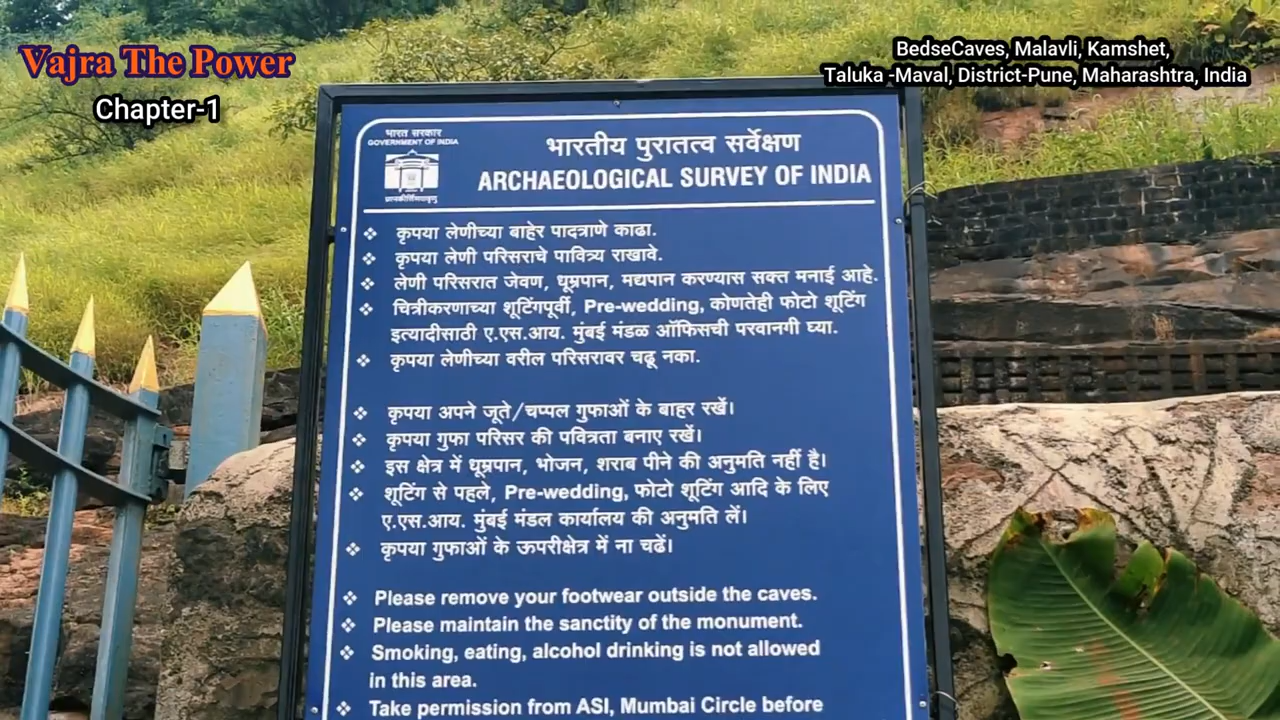 Vajra The Power
Chapter-1
BedseCaves, Malavli, Kamshet,
Taluka -Maval, District-Pune, Maharashtra, India
भारत सरकार
GOVERNMENT OF INDIA
भारतीय पुरातत्व सर्वेक्षण
ARCHAEOLOGICAL SURVEY OF INDIA
❖ कृपया लेणीच्या बाहेर पादत्राणे काढा.
❖ कृपया लेणी परिसराचे पावित्र्य राखावे.
❖ लेणी परिसरात जेवण, धूम्रपान, मद्यपान करण्यास सक्त मनाई आहे.
❖ चित्रीकरणाच्या शूटिंगपूर्वी, Pre-wedding, कोणतेही फोटो शूटिंग
इत्यादीसाठी ए.एस.आय. मुंबई मंडळ ऑफिसची परवानगी घ्या.
❖ कृपया लेणीच्या वरील परिसरावर चढू नका.
❖ कृपया अपने जूते/चप्पल गुफाओं के बाहर रखें।
❖ कृपया गुफा परिसर की पवित्रता बनाए रखें।
❖ इस क्षेत्र में धूम्रपान, भोजन, शराब पीने की अनुमति नहीं है।
❖ शूटिंग से पहले, Pre-wedding, फोटो शूटिंग आदि के लिए
ए.एस.आय. मुंबई मंडल कार्यालय की अनुमति लें।
❖ कृपया गुफाओं के ऊपरीक्षेत्र में ना चढें।
❖ Please remove your footwear outside the caves.
❖ Please maintain the sanctity of the monument.
❖ Smoking, eating, alcohol drinking is not allowed
in this area.
❖ Take permission from ASI, Mumbai Circle before